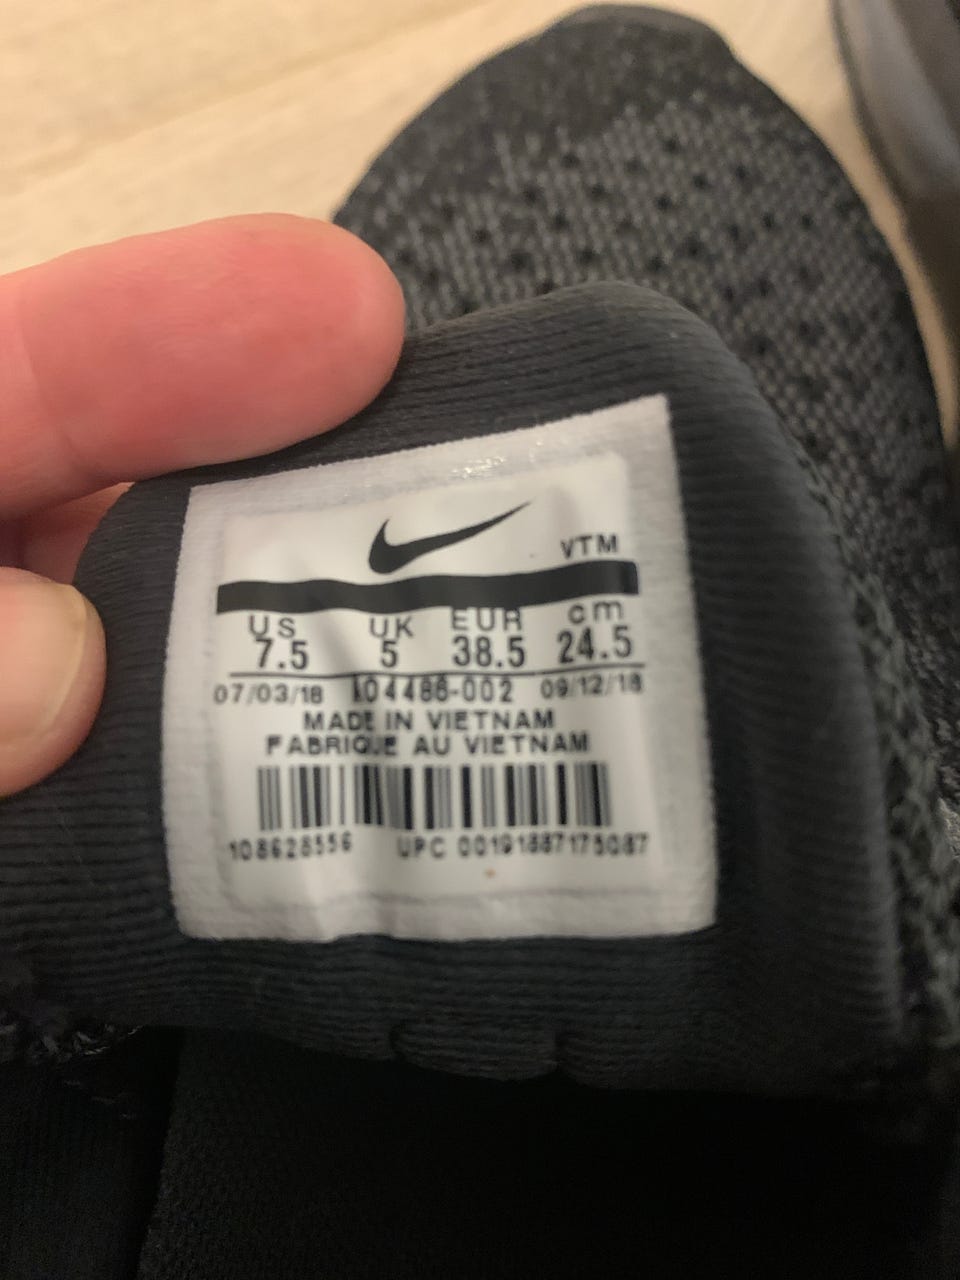 VTM
US UK EUR cm
7.5 5 38.5 24.5
07/03/18 104486-002 09/12/18
MADE IN VIETNAM
FABRIQUE AU VIETNAM
108628556 UPC 00191887175087